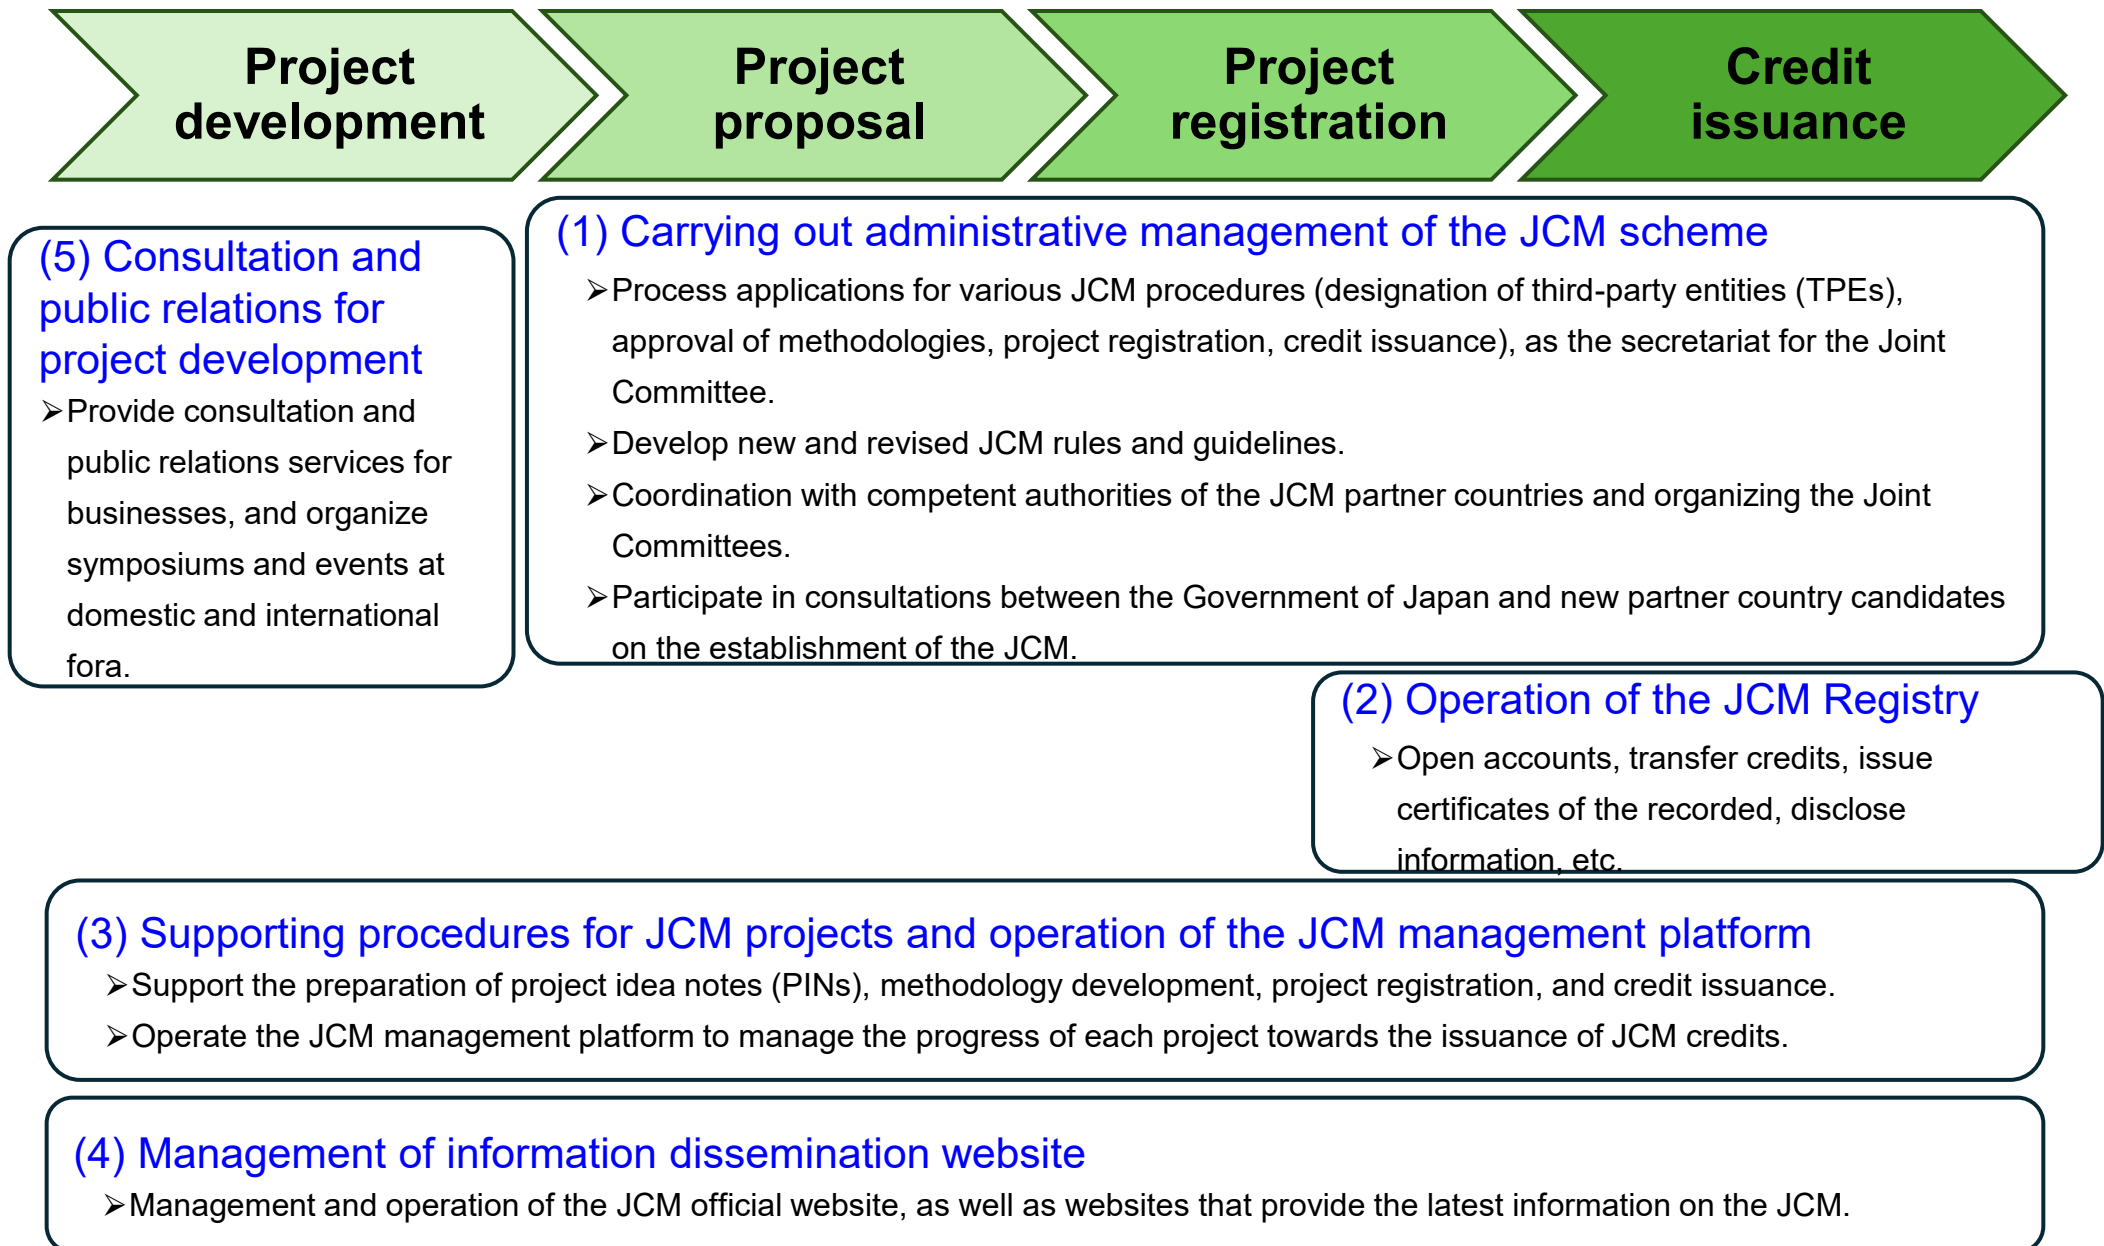 Project
development
Project
proposal
Project
registration
Credit
issuance
(5) Consultation and
public relations for
project development
➢Provide consultation and
public relations services for
businesses, and organize
symposiums and events at
domestic and international
fora.
(1) Carrying out administrative management of the JCM scheme
➢Process applications for various JCM procedures (designation of third-party entities (TPEs),
approval of methodologies, project registration, credit issuance), as the secretariat for the Joint
Committee.
➢Develop new and revised JCM rules and guidelines.
➢Coordination with competent authorities of the JCM partner countries and organizing the Joint
Committees.
➢Participate in consultations between the Government of Japan and new partner country candidates
on the establishment of the JCM.
(2) Operation of the JCM Registry
➢Open accounts, transfer credits, issue
certificates of the recorded, disclose
information, etc.
(3) Supporting procedures for JCM projects and operation of the JCM management platform
➢Support the preparation of project idea notes (PINs), methodology development, project registration, and credit issuance.
➢Operate the JCM management platform to manage the progress of each project towards the issuance of JCM credits.
(4) Management of information dissemination website
➢Management and operation of the JCM official website, as well as websites that provide the latest information on the JCM.